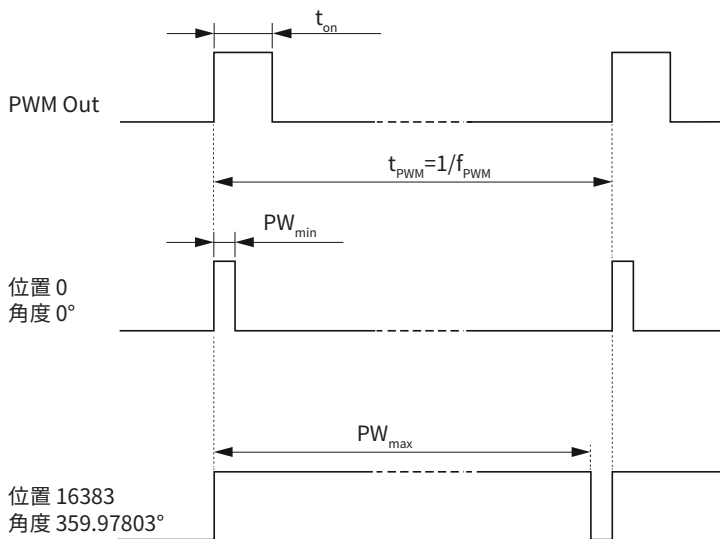 t_on
PWM Out
t_PWM=1/f_PWM
PW_min
位置 0
角度 0°
PW_max
位置 16383
角度 359.97803°